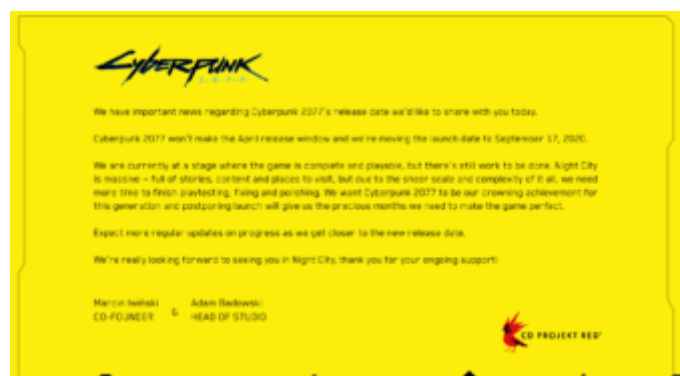 Cyberpunk
2077
We have important news regarding Cyberpunk 2077's release date we'd like to share with you today.
Cyberpunk 2077 won't make the April release window and we're moving the launch date to September 17, 2020.
We are currently at a stage where the game is complete and playable, but there's still work to be done. Night City
is massive – full of stories, content and places to visit, but due to the sheer scale and complexity of it all, we need
more time to finish playtesting, fixing and polishing. We want Cyberpunk 2077 to be our crowning achievement for
this generation and postponing launch will give us the precious months we need to make the game perfect.
Expect more regular updates on progress as we get closer to the new release date.
We're really looking forward to seeing you in Night City, thank you for your ongoing support!
Marcin Iwiński & Adam Badowski
CO-FOUNDER HEAD OF STUDIO
CD PROJEKT RED®